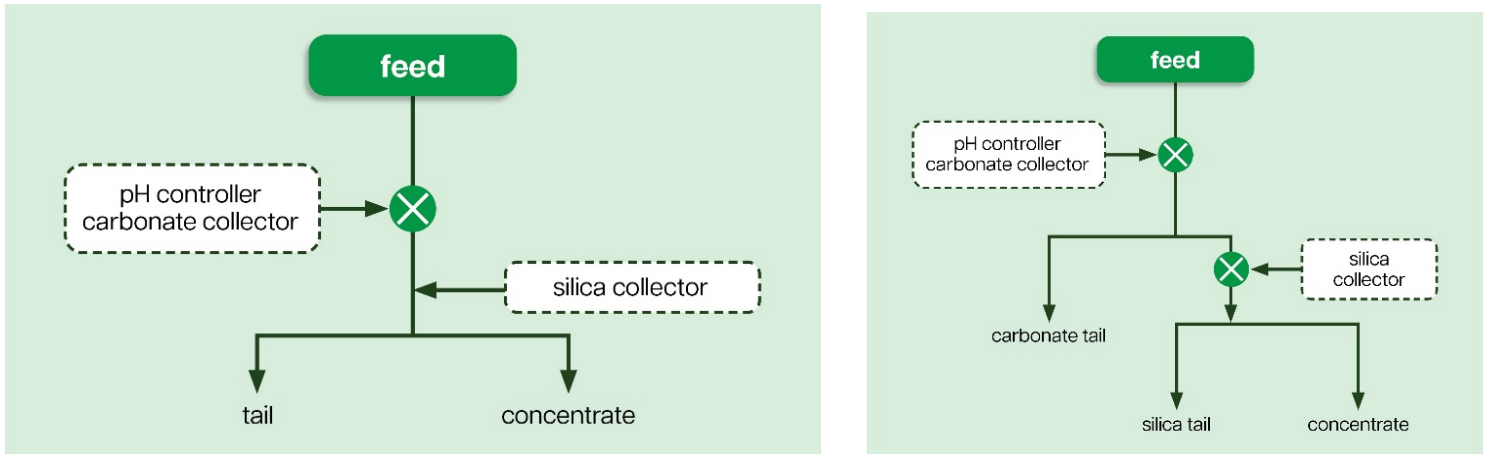 feed
pH controller
carbonate collector
silica collector
tail
concentrate
feed
pH controller
carbonate collector
silica
collector
carbonate tail
silica tail
concentrate